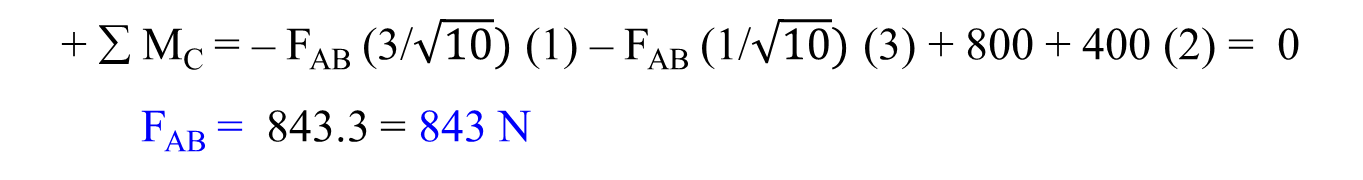 + ∑ M_C = – F_AB (3/√10) (1) – F_AB (1/√10) (3) + 800 + 400 (2) = 0
F_AB = 843.3 = 843 N